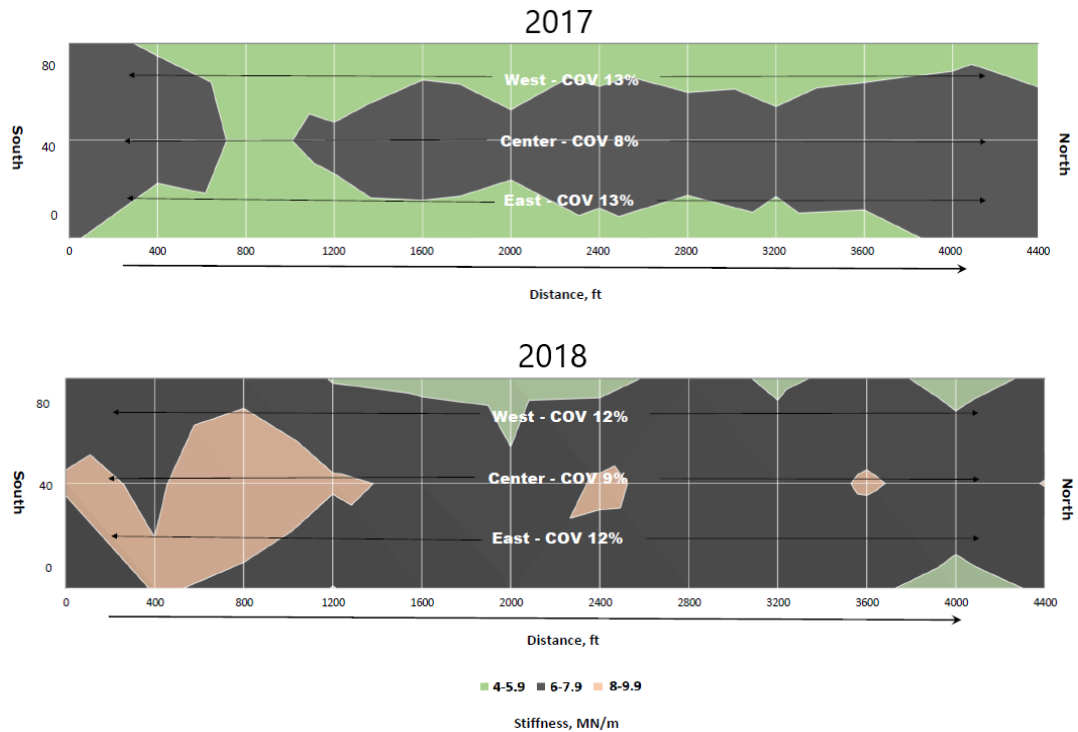 2017
80
West - COV 13%
South
40
Center - COV 8%
North
East - COV 13%
0
0 400 800 1200 1600 2000 2400 2800 3200 3600 4000 4400
Distance, ft
2018
80
West - COV 12%
South
40
Center - COV 9%
North
East - COV 12%
0
0 400 800 1200 1600 2000 2400 2800 3200 3600 4000 4400
Distance, ft
4-5.9 6-7.9 8-9.9
Stiffness, MN/m